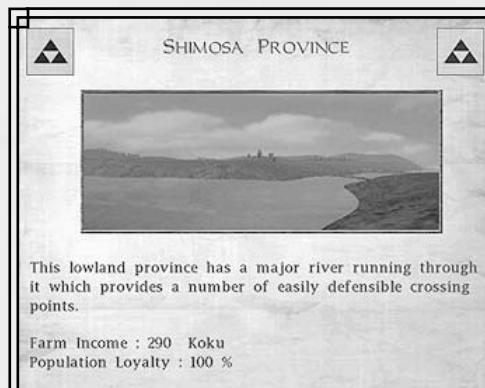 Shimosa Province
This lowland province has a major river running through
it which provides a number of easily defensible crossing
points.
Farm Income : 290 Koku
Population Loyalty : 100 %